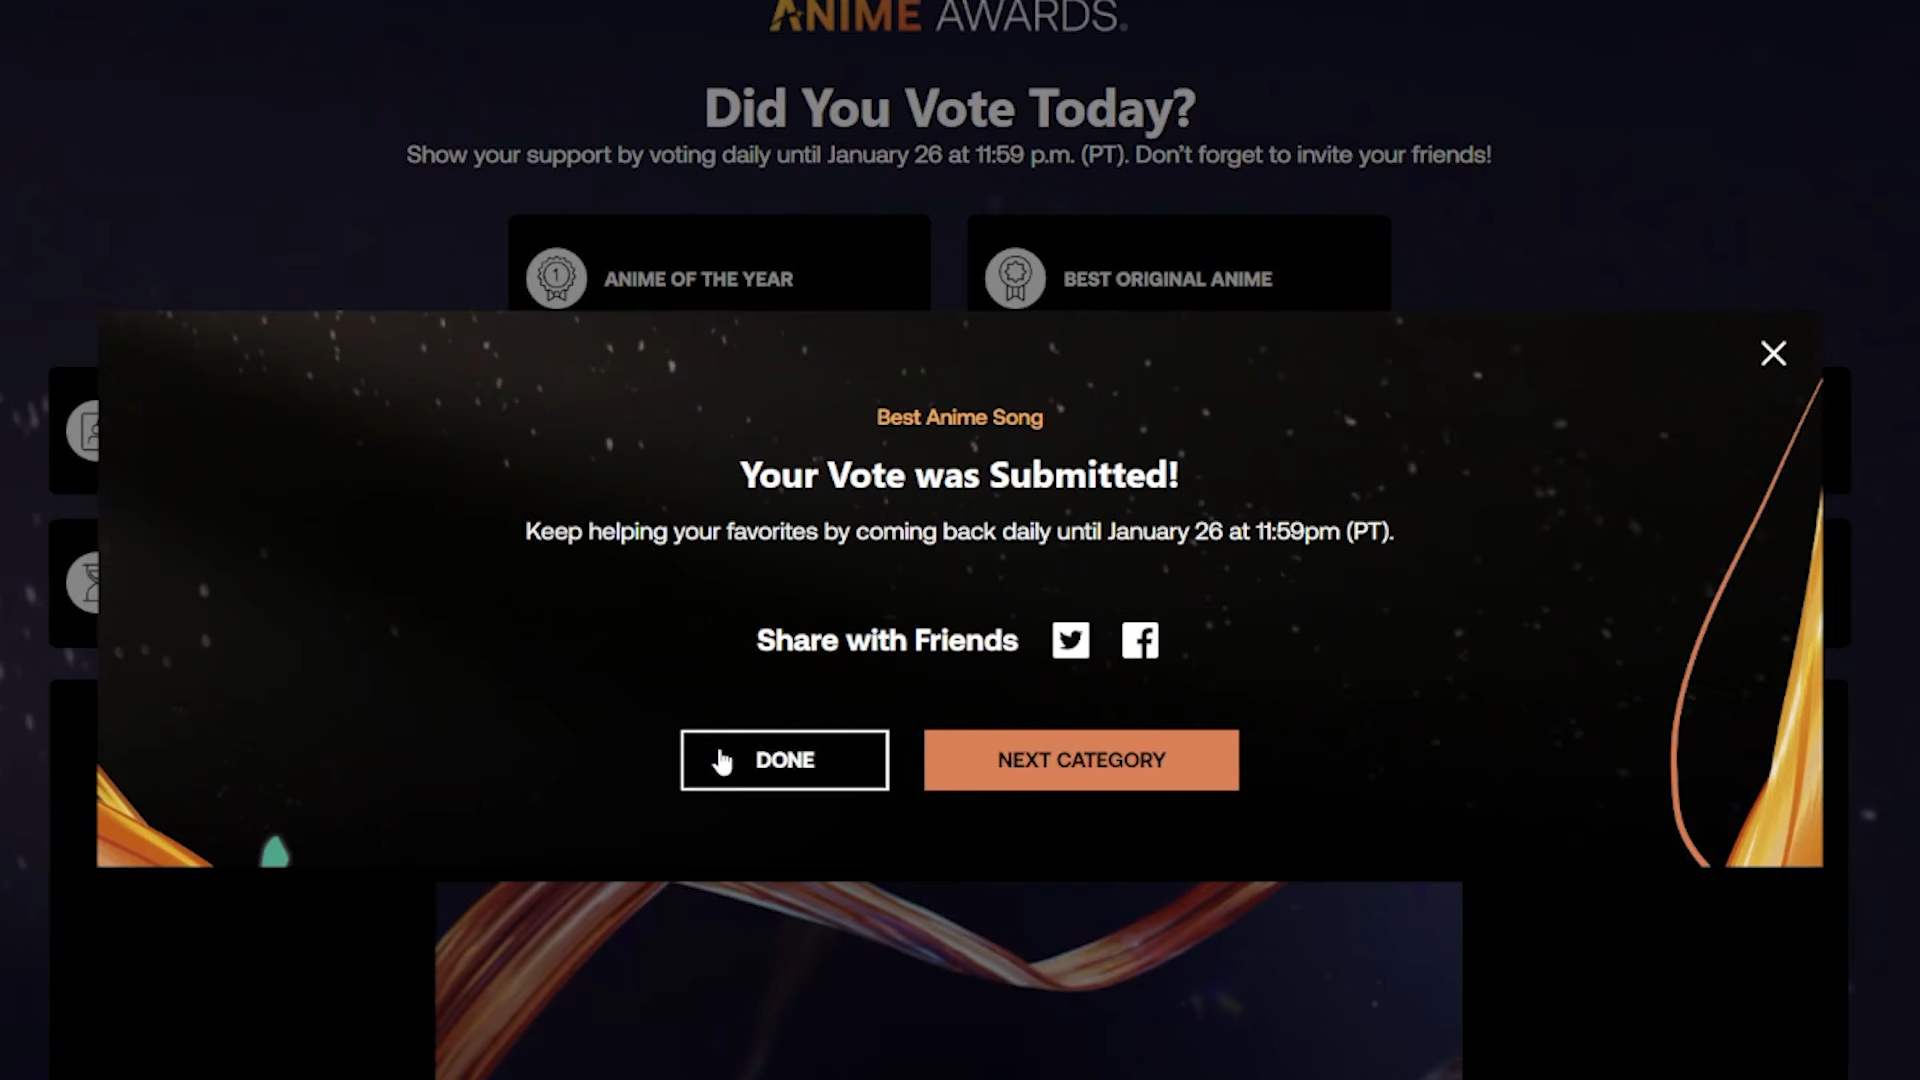 ANIME AWARDS.
Did You Vote Today?
Show your support by voting daily until January 26 at 11:59 p.m. (PT). Don't forget to invite your friends!
1
ANIME OF THE YEAR
BEST ORIGINAL ANIME
Best Anime Song
Your Vote was Submitted!
Keep helping your favorites by coming back daily until January 26 at 11:59pm (PT).
Share with Friends
DONE
NEXT CATEGORY